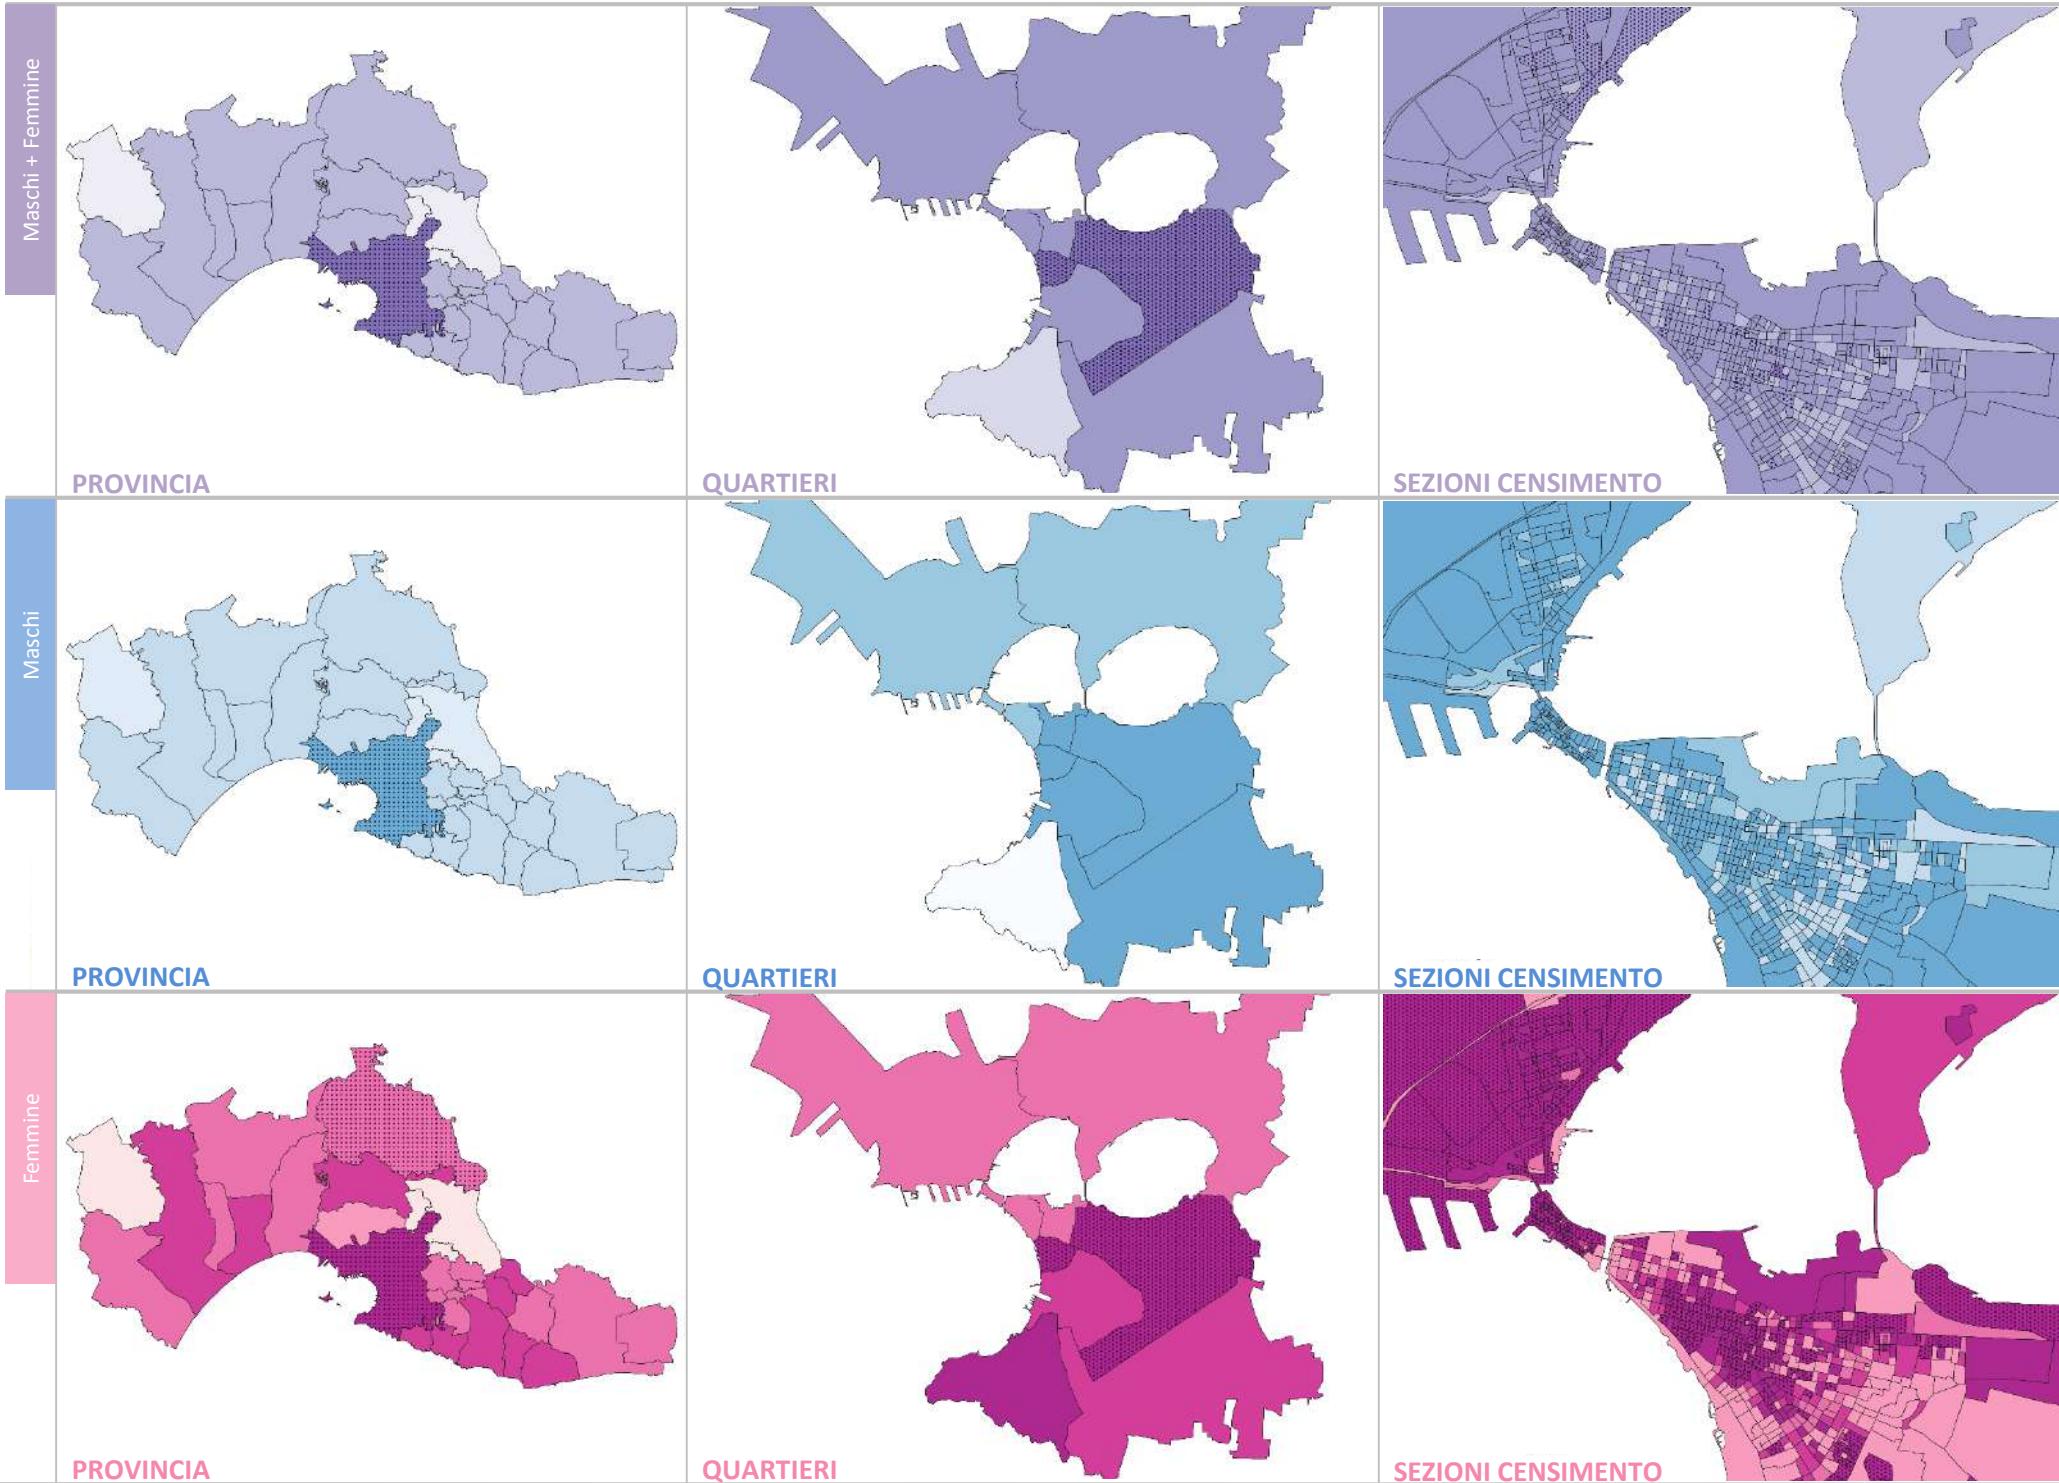 Maschi + Femmine
PROVINCIA
QUARTIERI
SEZIONI CENSIMENTO
Maschi
PROVINCIA
QUARTIERI
SEZIONI CENSIMENTO
Femmine
PROVINCIA
QUARTIERI
SEZIONI CENSIMENTO